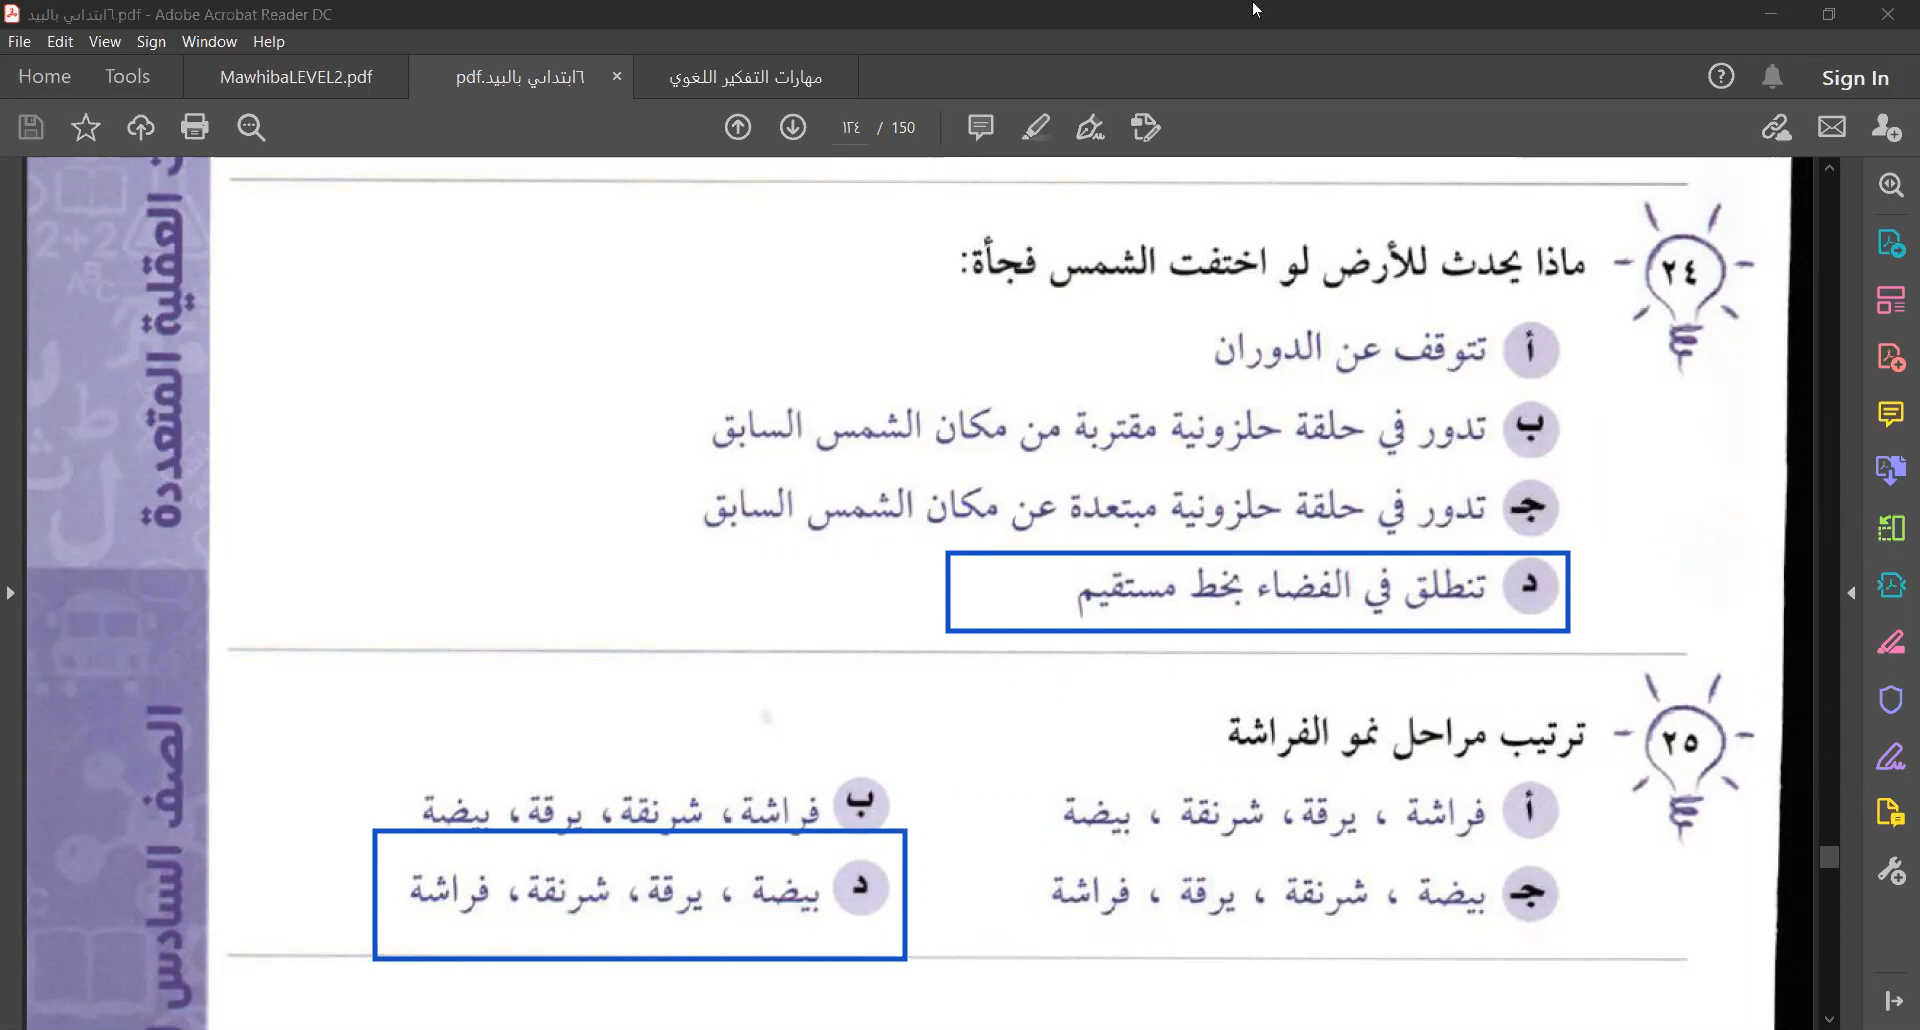 ابتدائي بالبيد٦.pdf - Adobe Acrobat Reader DC
File Edit View Sign Window Help
Home Tools MawhibaLEVEL2.pdf ٦ابتدائي بالبيد.pdf × مهارات التفكير اللغوي Sign In
١٢٤ / 150
العقلية المتعددة
الصف السادس
٢٤
ماذا يحدث للأرض لو اختفت الشمس فجأة:
أ تتوقف عن الدوران
ب تدور في حلقة حلزونية مقتربة من مكان الشمس السابق
جـ تدور في حلقة حلزونية مبتعدة عن مكان الشمس السابق
د تنطلق في الفضاء بخط مستقيم
٢٥
ترتيب مراحل نمو الفراشة
أ فراشة ، يرقة، شرنقة ، بيضة
ب فراشة، شرنقة، يرقة، بيضة
جـ بيضة ، شرنقة ، يرقة ، فراشة
د بيضة ، يرقة، شرنقة، فراشة